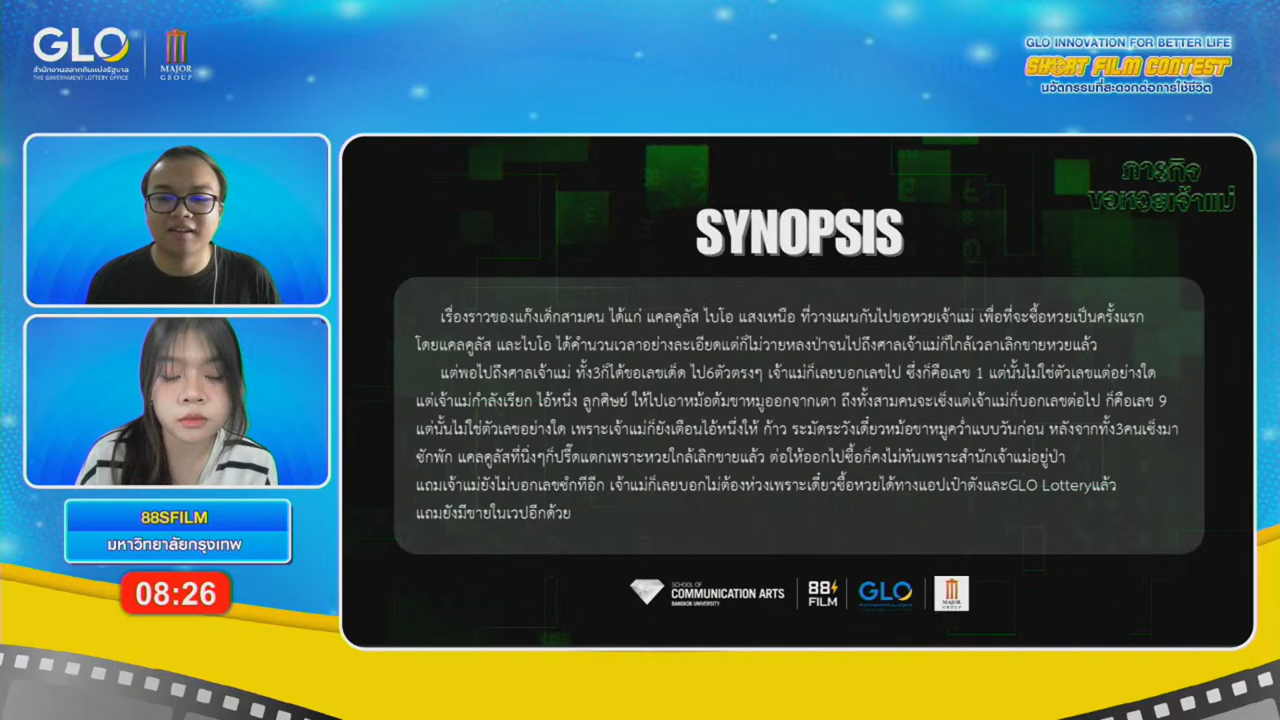 GLO
สำนักงานสลากกินแบ่งรัฐบาล
THE GOVERNMENT LOTTERY OFFICE
MAJOR
GROUP
GLO INNOVATION FOR BETTER LIFE
SHORT FILM CONTEST
นวัตกรรมที่สะดวกต่อการใช้ชีวิต
ภารกิจ
ขอหวยเจ้าแม่
SYNOPSIS
เรื่องราวของแก๊งเด็กสามคน ได้แก่ แคลคูลัส ไบโอ แสงเหนือ ที่วางแผนกันไปขอหวยเจ้าแม่ เพื่อที่จะซื้อหวยเป็นครั้งแรก
โดยแคลคูลัส และไบโอ ได้คำนวนเวลาอย่างละเอียดแต่ก็ไม่วายหลงป่าจนไปถึงศาลเจ้าแม่ก็ใกล้เวลาเลิกขายหวยแล้ว
แต่พอไปถึงศาลเจ้าแม่ ทั้ง3ก็ได้ขอเลขเด็ด ไป6ตัวตรงๆ เจ้าแม่ก็เลยบอกเลขไป ซึ่งก็คือเลข 1 แต่นั้นไม่ใช่ตัวเลขแต่อย่างใด
แต่เจ้าแม่กำลังเรียก ไอ้หนึ่ง ลูกศิษย์ ให้ไปเอาหม้อต้มขาหมูออกจากเตา ถึงทั้งสามคนจะเซ็งแต่เจ้าแม่ก็บอกเลขต่อไป ก็คือเลข 9
แต่นั้นไม่ใช่ตัวเลขอย่างใด เพราะเจ้าแม่ก็ยังเตือนไอ้หนึ่งให้ ก้าว ระมัดระวังเดี๋ยวหม้อขาหมูคว่ำแบบวันก่อน หลังจากทั้ง3คนเซ็งมา
ซักพัก แคลคูลัสที่นิ่งๆก็ปรี๊ดแตกเพราะหวยใกล้เลิกขายแล้ว ต่อให้ออกไปซื้อก็คงไม่ทันเพราะสำนักเจ้าแม่อยู่ป่า
แถมเจ้าแม่ยังไม่บอกเลขซักทีอีก เจ้าแม่ก็เลยบอกไม่ต้องห่วงเพราะเดี๋ยวซื้อหวยได้ทางแอปเป๋าตังและGLO Lotteryแล้ว
แถมยังมีขายในเวปอีกด้วย
88SFILM
มหาวิทยาลัยกรุงเทพ
08:26
SCHOOL OF
COMMUNICATION ARTS
BANGKOK UNIVERSITY
88
FILM
GLO
MAJOR
GROUP